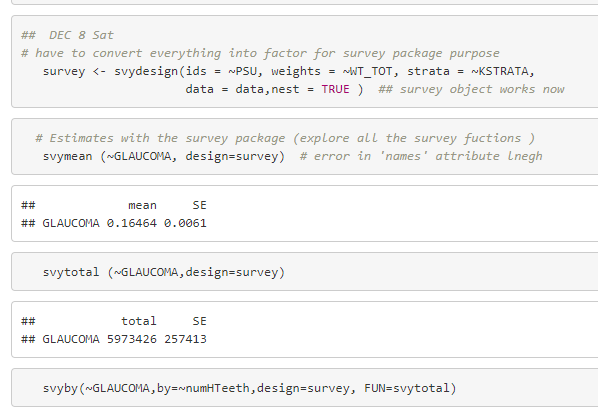 ##  DEC 8 Sat
# have to convert everything into factor for survey package purpose
survey <- svydesign(ids = ~PSU, weights = ~WT_TOT, strata = ~KSTRATA,
data = data,nest = TRUE )  ## survey object works now
# Estimates with the survey package (explore all the survey fuctions )
svymean (~GLAUCOMA, design=survey)  # error in 'names' attribute lnegh
##             mean     SE
## GLAUCOMA 0.16464 0.0061
svytotal (~GLAUCOMA,design=survey)
##            total     SE
## GLAUCOMA 5973426 257413
svyby(~GLAUCOMA,by=~numHTeeth,design=survey, FUN=svytotal)